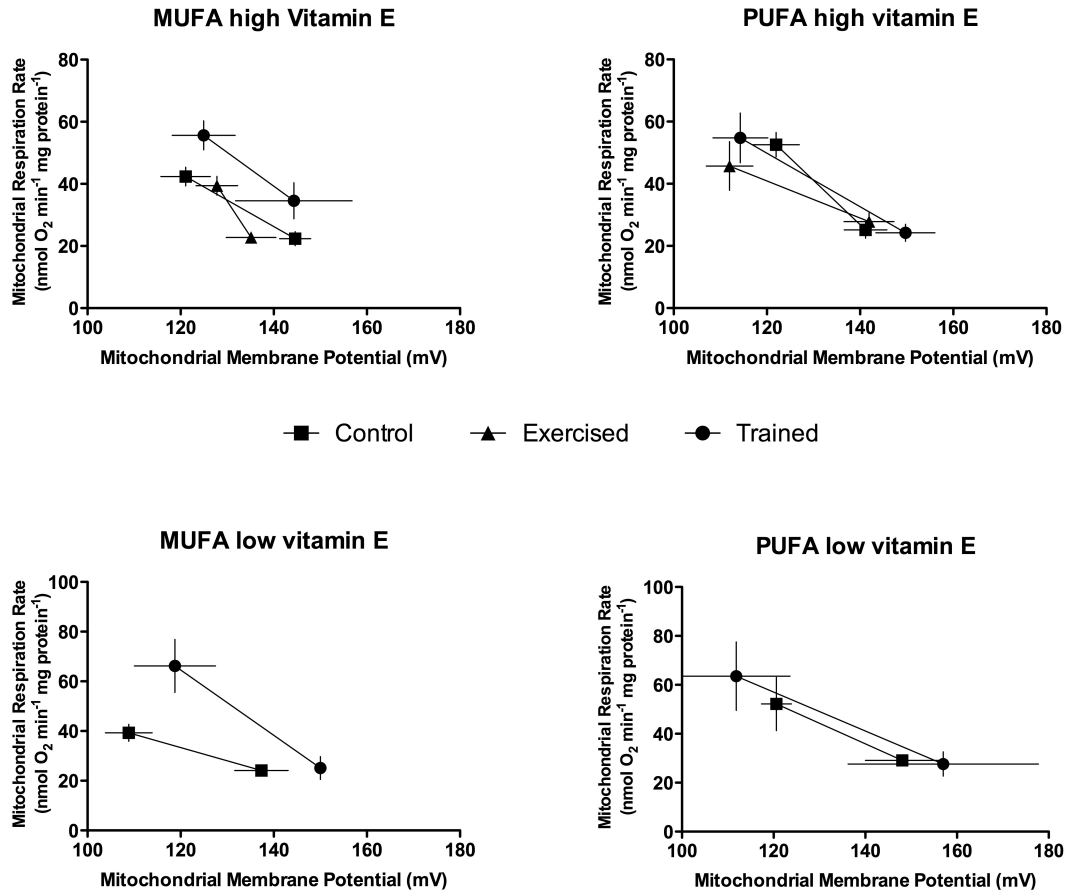 MUFA high Vitamin E
Mitochondrial Respiration Rate
(nmol O2 min-1 mg protein-1)
80
60
40
20
0
100 120 140 160 180
Mitochondrial Membrane Potential (mV)
PUFA high vitamin E
Mitochondrial Respiration Rate
(nmol O2 min-1 mg protein-1)
80
60
40
20
0
100 120 140 160 180
Mitochondrial Membrane Potential (mV)
Control Exercised Trained
MUFA low vitamin E
Mitochondrial Respiration Rate
(nmol O2 min-1 mg protein-1)
100
80
60
40
20
0
100 120 140 160 180
Mitochondrial Membrane Potential (mV)
PUFA low vitamin E
Mitochondrial Respiration Rate
(nmol O2 min-1 mg protein-1)
100
80
60
40
20
0
100 120 140 160 180
Mitochondrial Membrane Potential (mV)